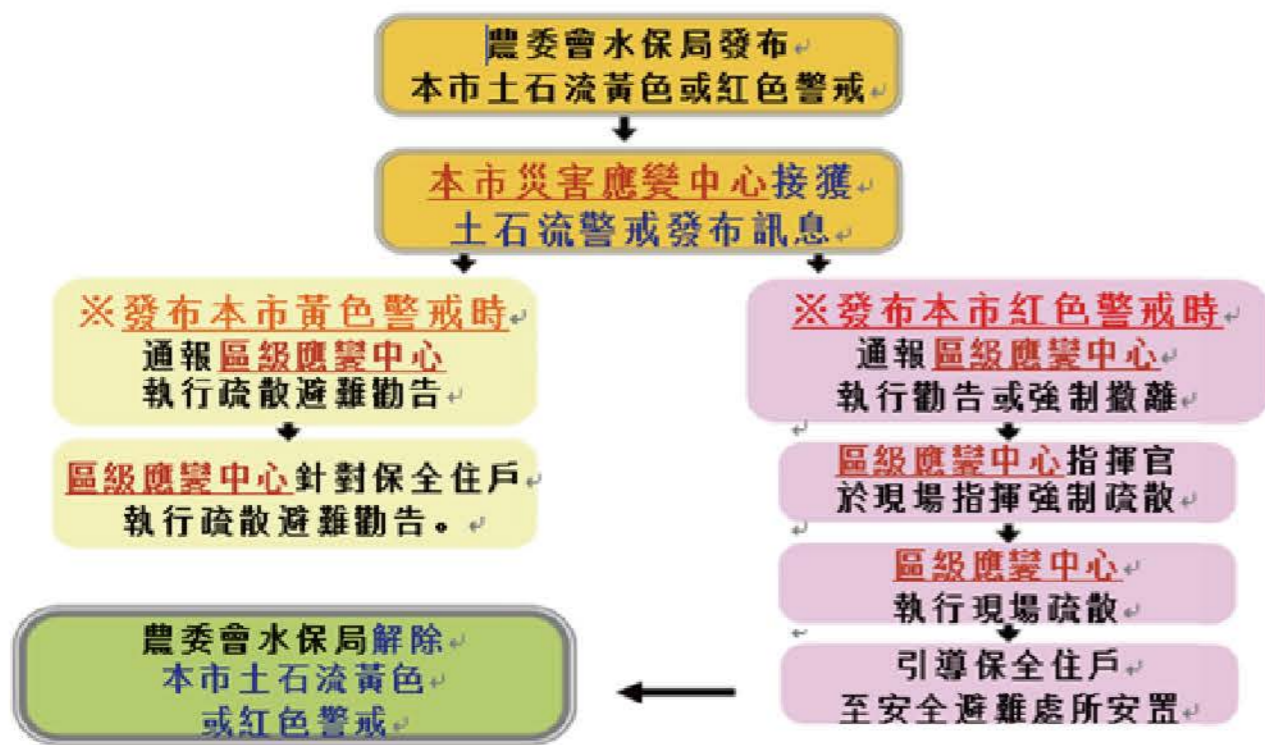 農委會水保局發布
本市土石流黃色或紅色警戒
本市災害應變中心接獲
土石流警戒發布訊息
※發布本市黃色警戒時
通報區級應變中心
執行疏散避難勸告
區級應變中心針對保全住戶
執行疏散避難勸告。
※發布本市紅色警戒時
通報區級應變中心
執行勸告或強制撤離
區級應變中心指揮官
於現場指揮強制疏散
區級應變中心
執行現場疏散
引導保全住戶
至安全避難處所安置
農委會水保局解除
本市土石流黃色
或紅色警戒